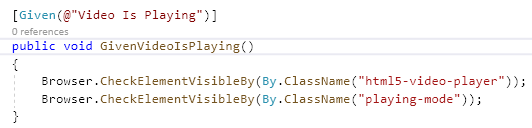 [Given(@"Video Is Playing")]
0 references
public void GivenVideoIsPlaying()
{
Browser.CheckElementVisibleBy(By.ClassName("html5-video-player"));
Browser.CheckElementVisibleBy(By.ClassName("playing-mode"));
}